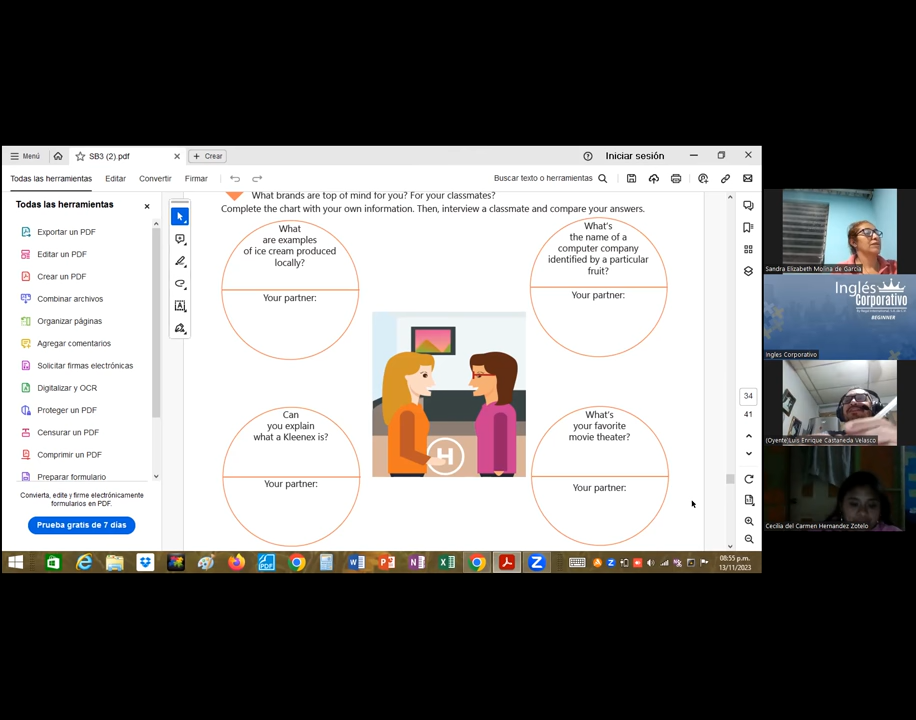 Menú
SB3 (2) pdf
Crear
Iniciar sesión
Todas las herramientas
Editar
Convertir
Firmar
Buscar texto o herramientas
Todas las herramientas
Exportar un PDF
Editar un PDF
Crear un PDF
Combinar archivos
Organizar páginas
Agregar comentarios
Solicitar firmas electrónicas
Digitalizar y OCR
Proteger un PDF
Censurar un PDF
Comprimir un PDF
Preparar formulario
Convierta, edite y firme electrónicamente
formularios en PDF.
Prueba gratis de 7 días
What brands are top of mind for you? For your classmates?
Complete the chart with your own information. Then, interview a classmate and compare your answers.
What
are examples
of ice cream produced
locally?
Your partner:
What's
the name of a
computer company
identified by a particular
fruit?
Your partner:
Can
you explain
what a Kleenex is?
Your partner:
What's
your favorite
movie theater?
Your partner:
H
34
41
08:55 p.m.
13/11/2023
Sandra Elizabeth Molina de Garcia
Inglés
Corporativo
BEGINNER
Ingles Corporativo
(Oyente)Luis Enrique Castaneda Velasco
Cecilia del Carmen Hernandez Zotelo